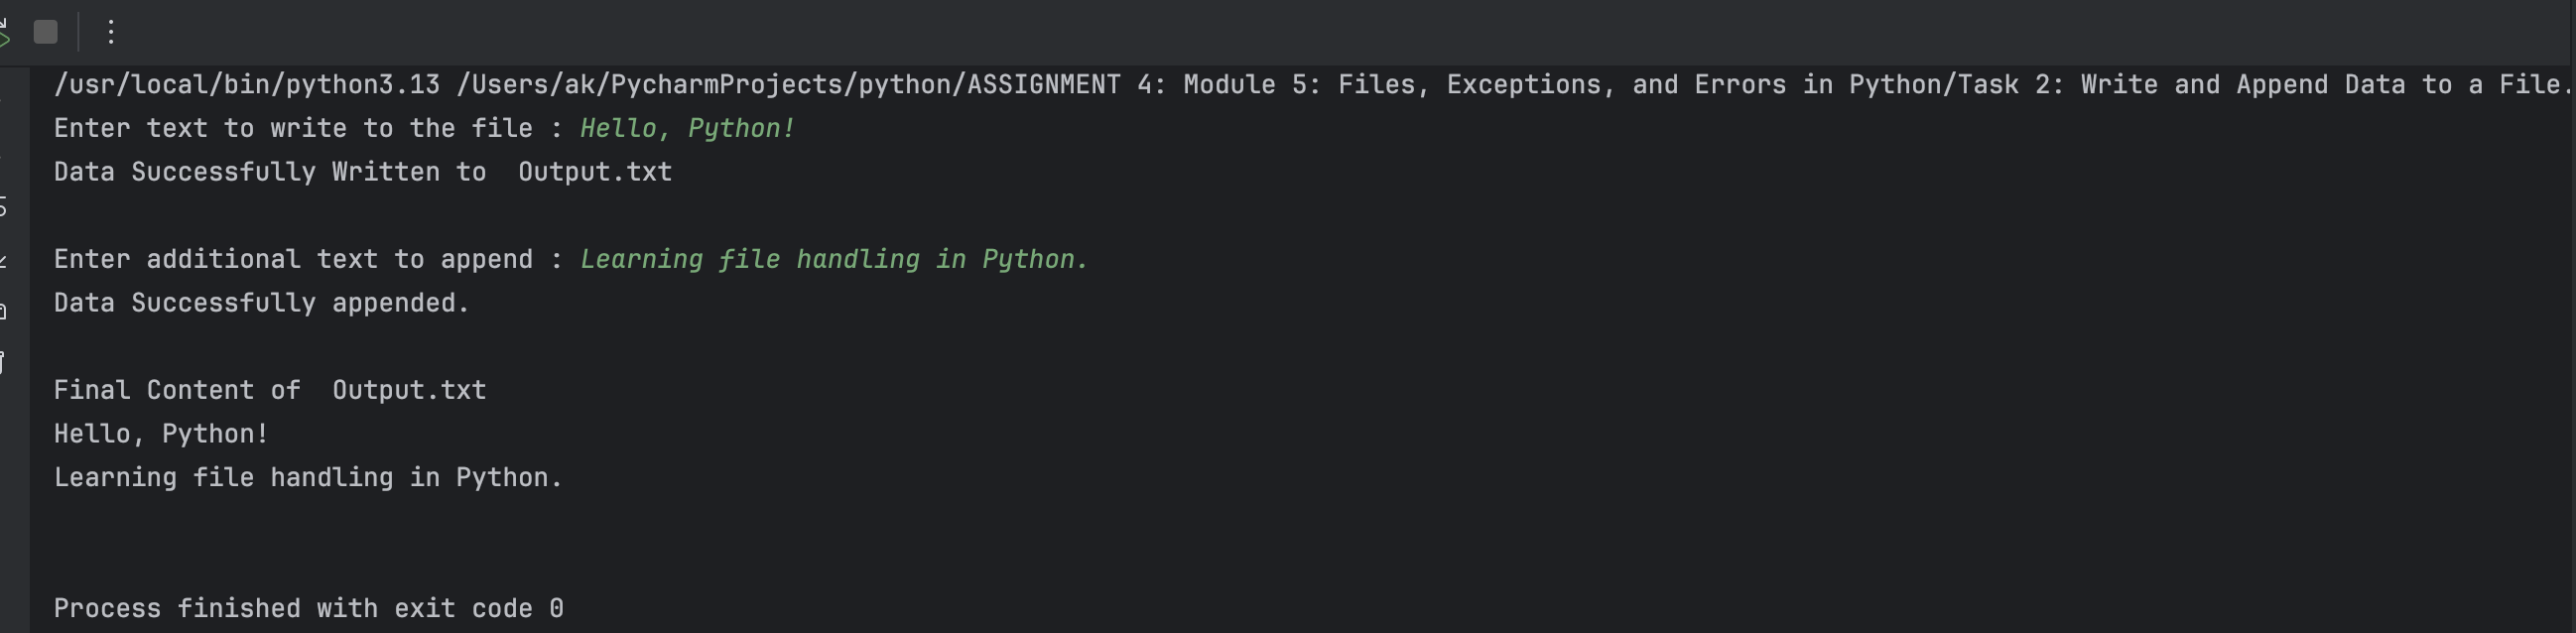 /usr/local/bin/python3.13 /Users/ak/PycharmProjects/python/ASSIGNMENT 4: Module 5: Files, Exceptions, and Errors in Python/Task 2: Write and Append Data to a File.
Enter text to write to the file : Hello, Python!
Data Successfully Written to  Output.txt
Enter additional text to append : Learning file handling in Python.
Data Successfully appended.
Final Content of  Output.txt
Hello, Python!
Learning file handling in Python.
Process finished with exit code 0